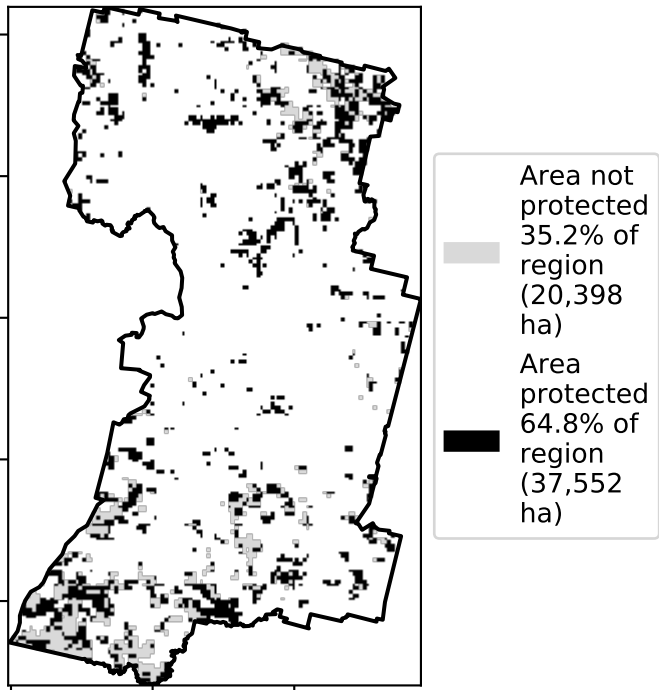 Area not
protected
35.2% of
region
(20,398
ha)
Area
protected
64.8% of
region
(37,552
ha)